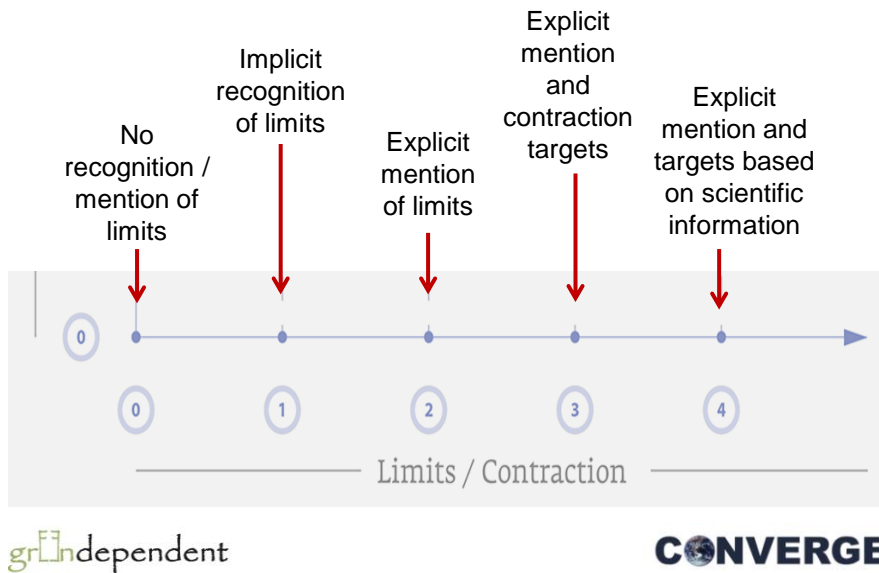 No
recognition /
mention of
limits
Implicit
recognition
of limits
Explicit
mention
of limits
Explicit
mention
and
contraction
targets
Explicit
mention and
targets based
on scientific
information
0
0 1 2 3 4
Limits / Contraction
grEEndependent
CONVERGE